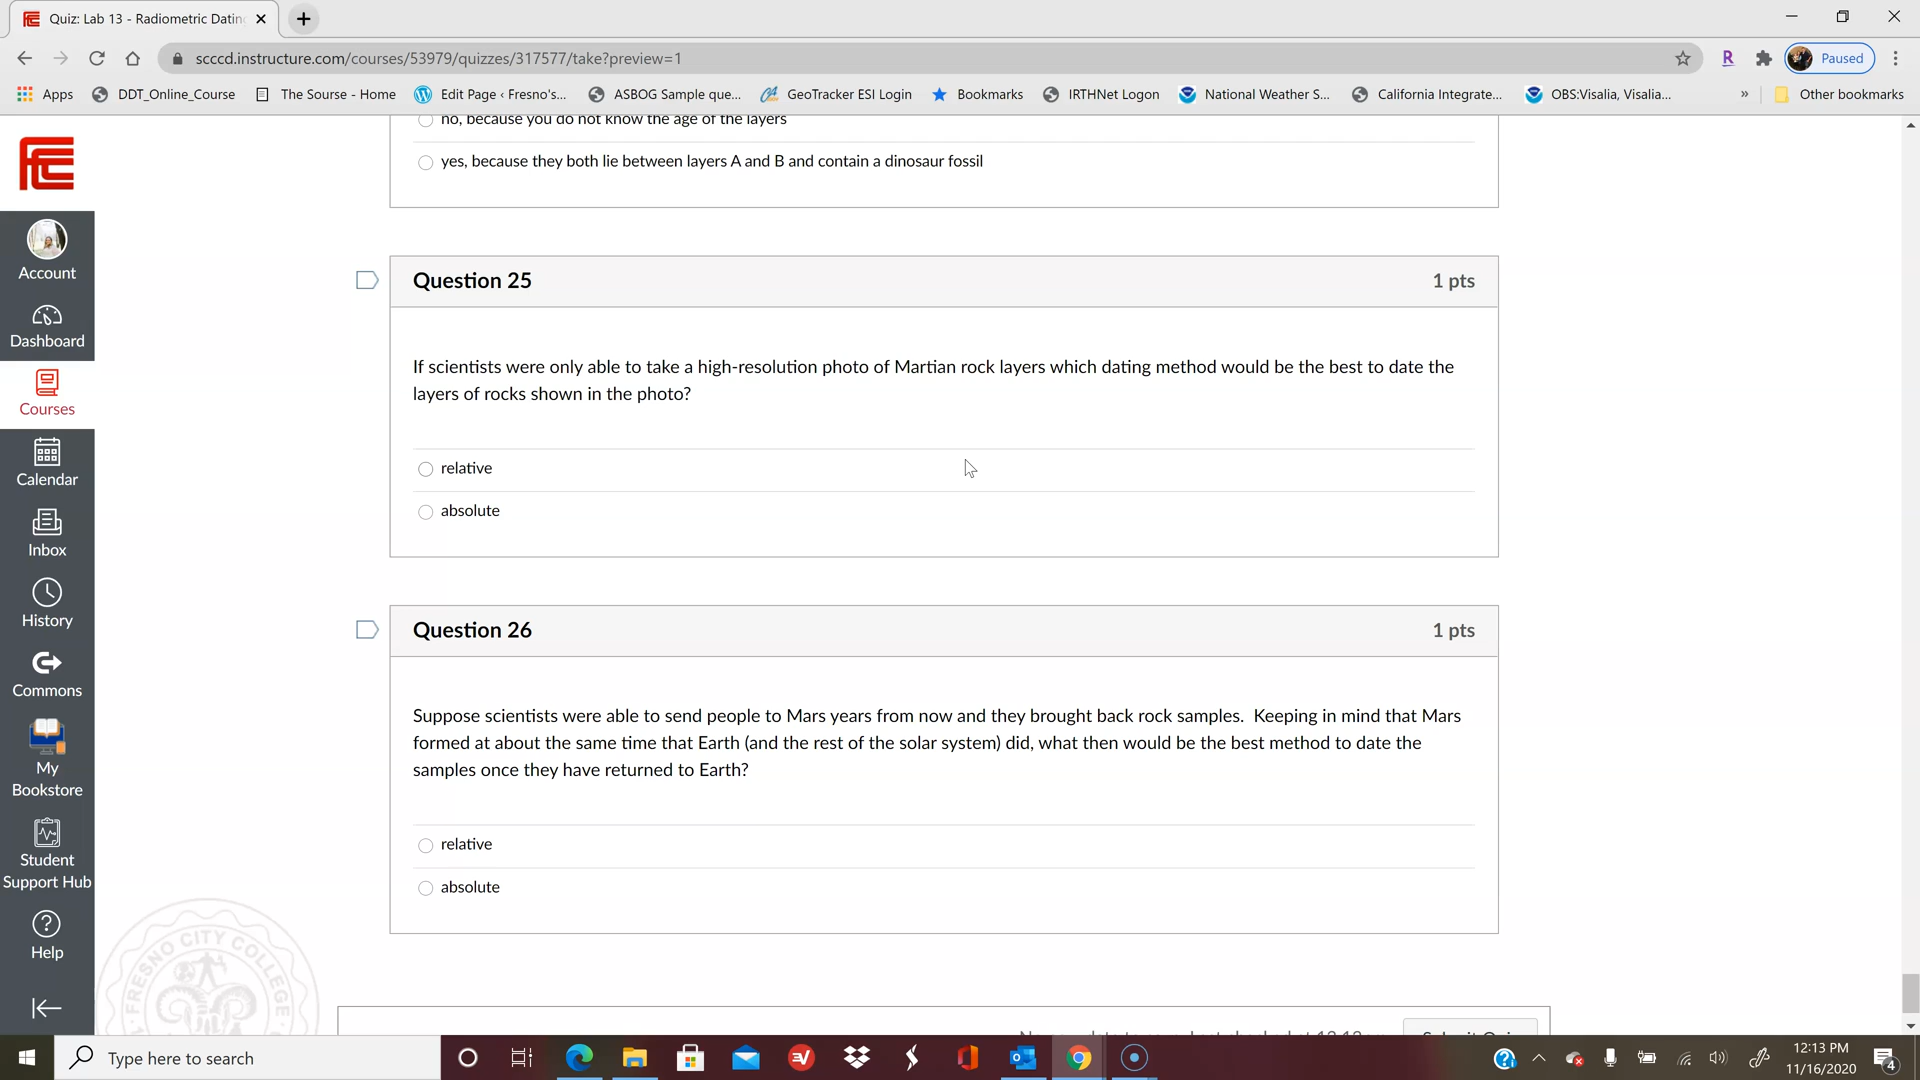 Quiz: Lab 13 - Radiometric Datin
scccd.instructure.com/courses/53979/quizzes/317577/take?preview=1
R
Paused
Apps
DDT_Online_Course
The Sourse - Home
Edit Page ‹ Fresno's...
ASBOG Sample que...
GeoTracker ESI Login
Bookmarks
IRTHNet Logon
National Weather S...
California Integrate...
OBS:Visalia, Visalia...
»
Other bookmarks
no, because you do not know the age of the layers
yes, because they both lie between layers A and B and contain a dinosaur fossil
Account
Dashboard
Courses
Calendar
Inbox
History
Commons
My
Bookstore
Student
Support Hub
Help
Question 25
1 pts
If scientists were only able to take a high-resolution photo of Martian rock layers which dating method would be the best to date the
layers of rocks shown in the photo?
relative
absolute
Question 26
1 pts
Suppose scientists were able to send people to Mars years from now and they brought back rock samples. Keeping in mind that Mars
formed at about the same time that Earth (and the rest of the solar system) did, what then would be the best method to date the
samples once they have returned to Earth?
relative
absolute
FRESNO CITY COLLEGE
Type here to search
12:13 PM
11/16/2020
4